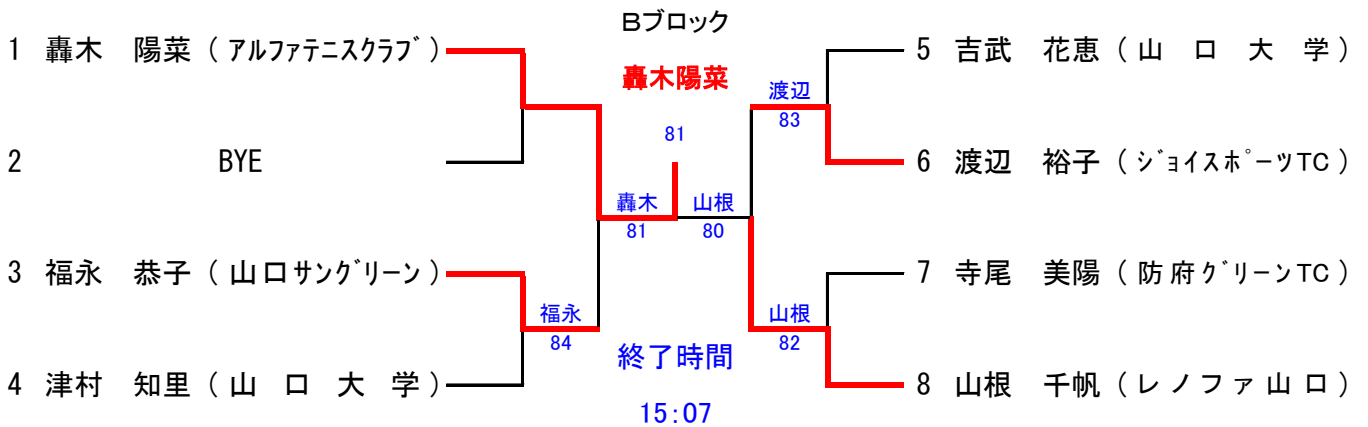 Bブロック
1 轟木 陽菜 ( アルファテニスクラブ )
5 吉武 花恵 ( 山 口 大 学 )
轟木陽菜
渡辺
83
81
2 BYE
6 渡辺 裕子 ( ジョイスポーツTC )
轟木 山根
81 80
3 福永 恭子 ( 山口サングリーン )
7 寺尾 美陽 ( 防府グリーンTC )
福永
84
山根
82
終了時間
4 津村 知里 ( 山 口 大 学 )
8 山根 千帆 ( レノファ山口 )
15:07